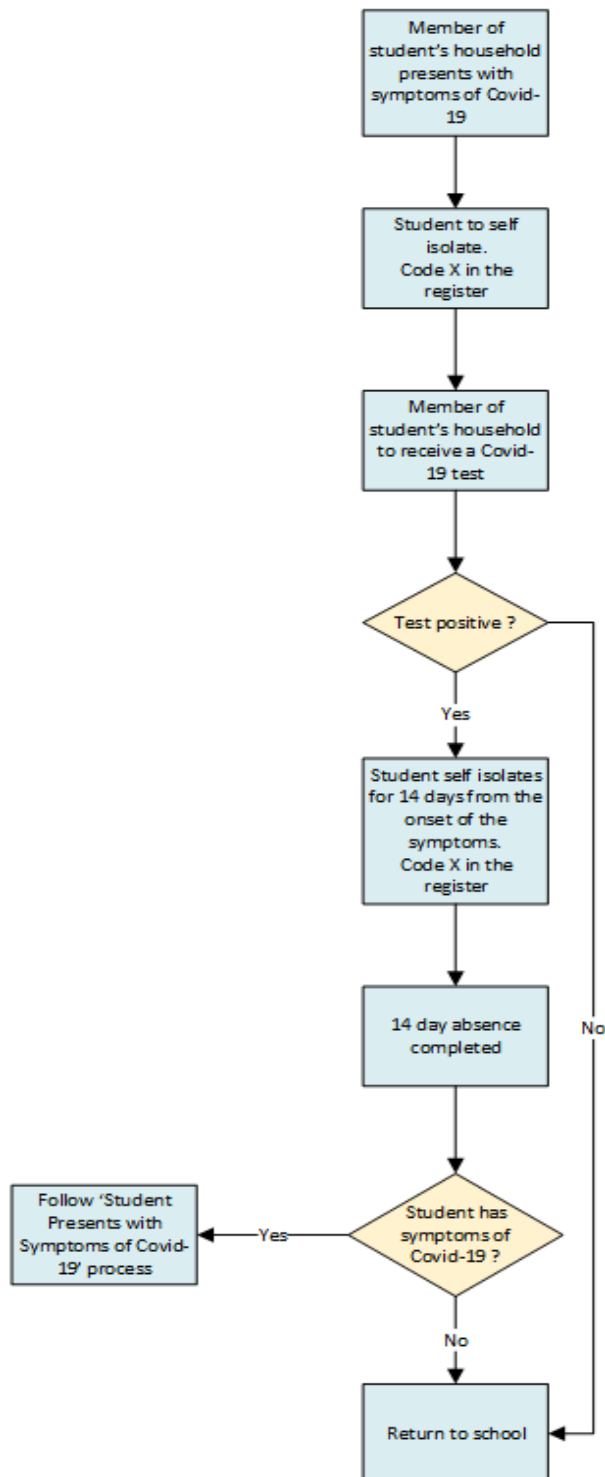 Member of
student's household
presents with
symptoms of Covid-
19
Student to self
isolate.
Code X in the
register
Member of
student's household
to receive a Covid-
19 test
Test positive ?
Yes
Student self isolates
for 14 days from the
onset of the
symptoms.
Code X in the
register
14 day absence
completed
No
Student has
symptoms of
Covid-19 ?
Yes
Follow ‘Student
Presents with
Symptoms of Covid-
19’ process
No
Return to school